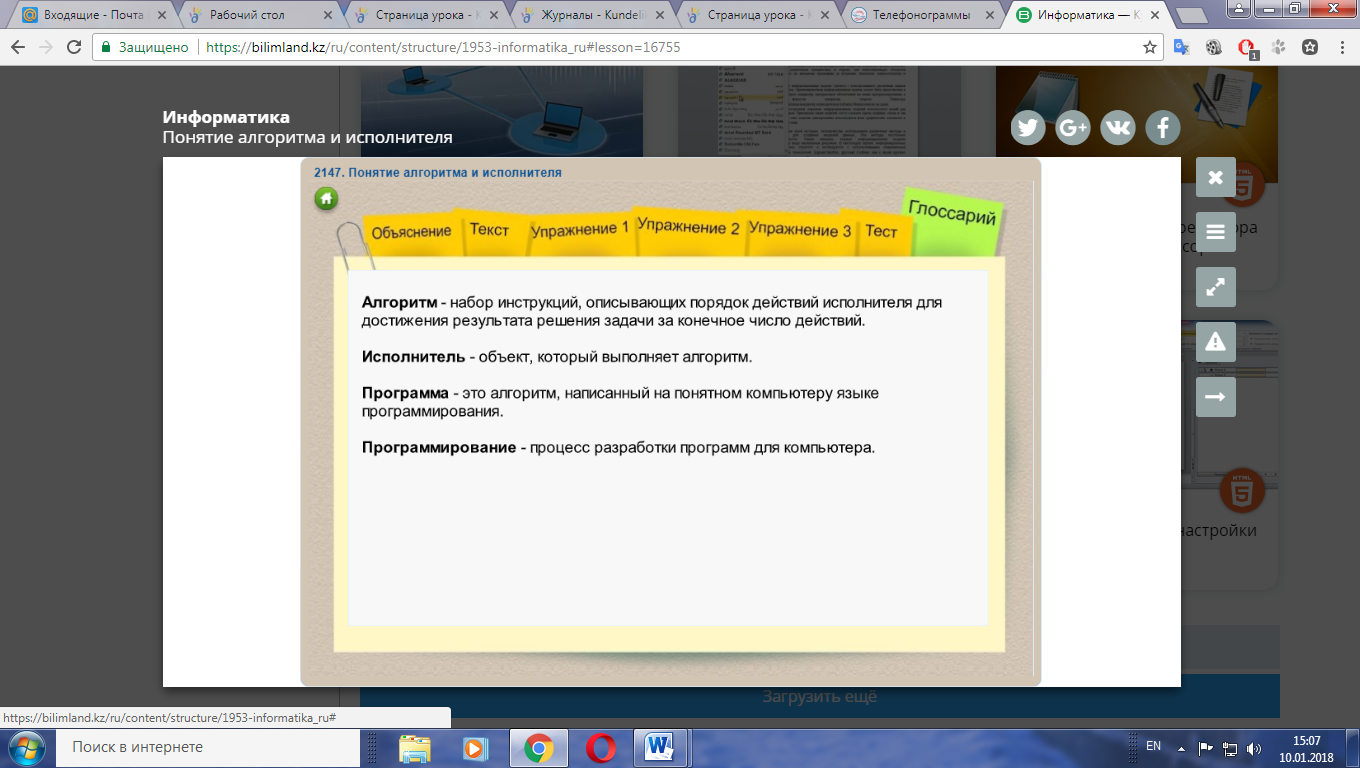 Входящие - Почта
Рабочий стол
Страница урока -
Журналы - Kundeli
Страница урока -
Телефонограммы
Информатика —
Защищено
https://bilimland.kz/ru/content/structure/1953-informatika_ru#lesson=16755
1
Информатика
Понятие алгоритма и исполнителя
2147. Понятие алгоритма и исполнителя
Объяснение
Текст
Упражнение 1
Упражнение 2
Упражнение 3
Тест
Глоссарий
Алгоритм - набор инструкций, описывающих порядок действий исполнителя для
достижения результата решения задачи за конечное число действий.
Исполнитель - объект, который выполняет алгоритм.
Программа - это алгоритм, написанный на понятном компьютеру языке
программирования.
Программирование - процесс разработки программ для компьютера.
HTML
5
настройки
Загрузить ещё
https://bilimland.kz/ru/content/structure/1953-informatika_ru#
Поиск в интернете
EN
15:07
10.01.2018